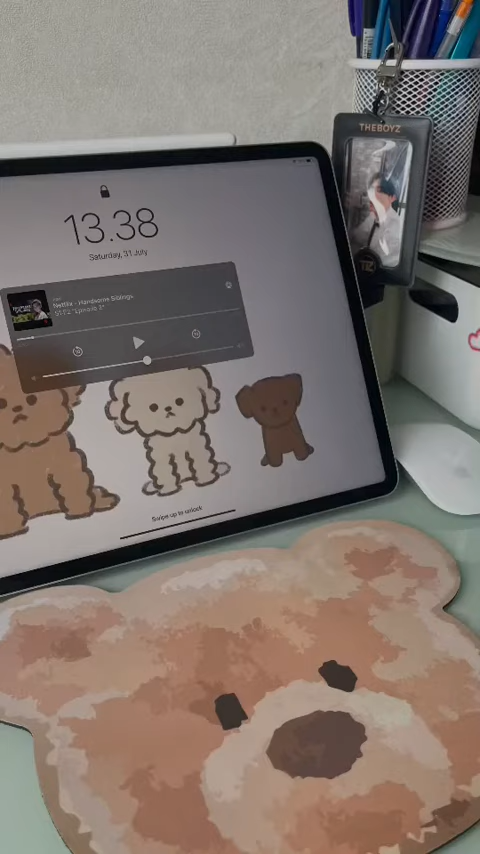 THEBOYZ
13.38
Saturday, 31 July
Netflix - Handsome Siblings
S1:E2 "Episode 2"
Swipe up to unlock